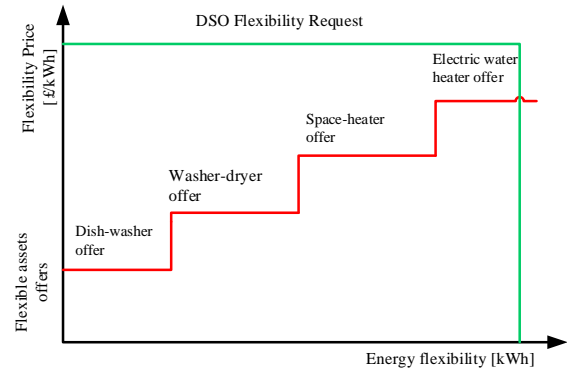 DSO Flexibility Request
Flexibility Price
[£/kWh]
Electric water
heater offer
Space-heater
offer
Washer-dryer
offer
Dish-washer
offer
Flexible assets
offers
Energy flexibility [kWh]